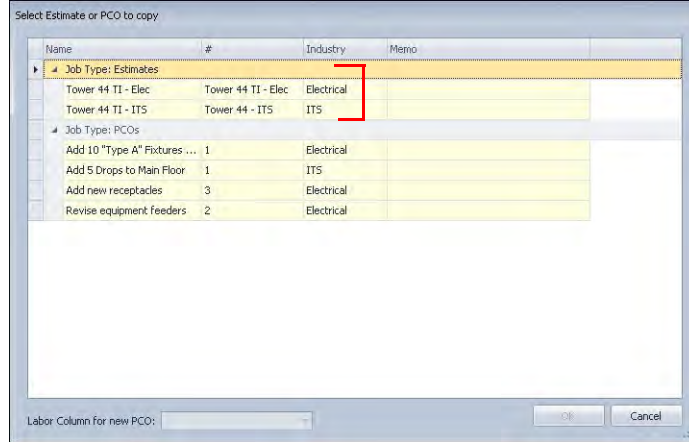 Select Estimate or PCO to copy
Name # Industry Memo
Job Type: Estimates
Tower 44 TI - Elec Tower 44 TI - Elec Electrical
Tower 44 TI - ITS Tower 44 - ITS ITS
Job Type: PCOs
Add 10 "Type A" Fixtures ... 1 Electrical
Add 5 Drops to Main Floor 1 ITS
Add new receptacles 3 Electrical
Revise equipment feeders 2 Electrical
Labor Column for new PCO: Ok Cancel